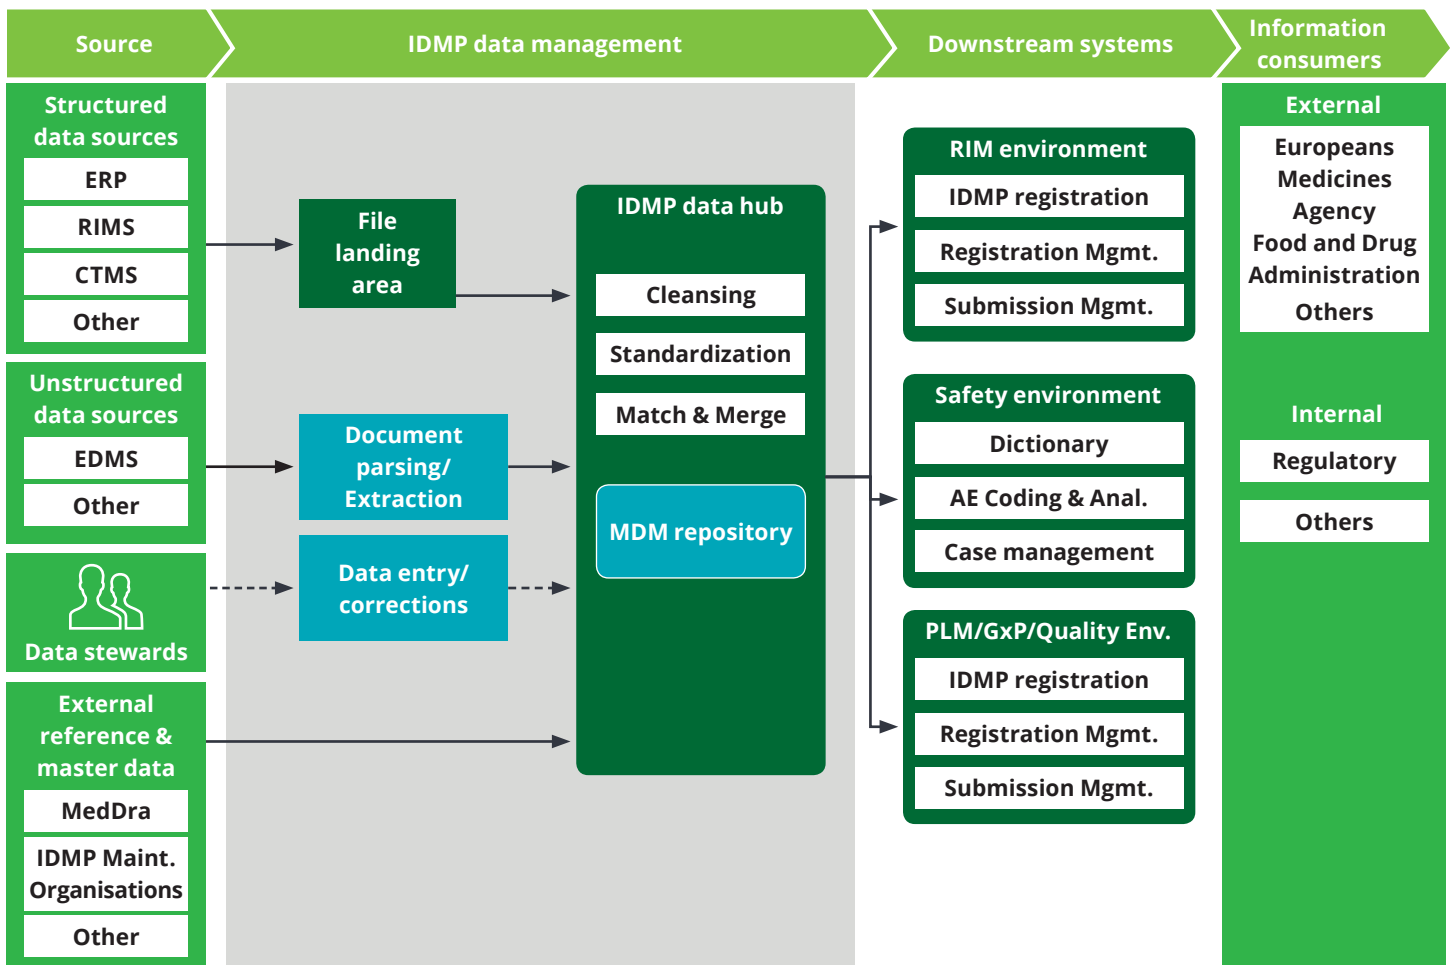 Source
IDMP data management
Downstream systems
Information
consumers
Structured
data sources
ERP
RIMS
CTMS
Other
Unstructured
data sources
EDMS
Other
Data stewards
External
reference &
master data
MedDra
IDMP Maint.
Organisations
Other
File
landing
area
Document
parsing/
Extraction
Data entry/
corrections
IDMP data hub
Cleansing
Standardization
Match & Merge
MDM repository
RIM environment
IDMP registration
Registration Mgmt.
Submission Mgmt.
Safety environment
Dictionary
AE Coding & Anal.
Case management
PLM/GxP/Quality Env.
IDMP registration
Registration Mgmt.
Submission Mgmt.
External
Europeans
Medicines
Agency
Food and Drug
Administration
Others
Internal
Regulatory
Others